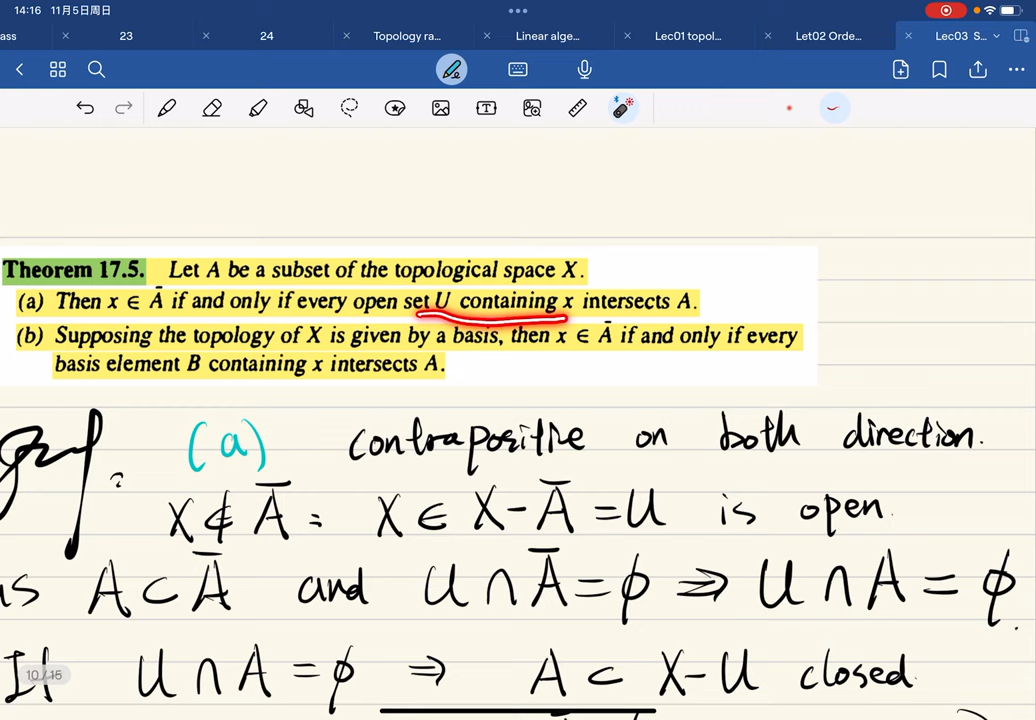 14:16 11月5日周日
ass 23 24 Topology ra... Linear alge... Lec01 topol... Let02 Orde... Lec03 S...
Theorem 17.5. Let A be a subset of the topological space X.
(a) Then x ∈ Ā if and only if every open set U containing x intersects A.
(b) Supposing the topology of X is given by a basis, then x ∈ Ā if and only if every
basis element B containing x intersects A.
(a) contrapositive on both direction.
X ∉ Ā = X ∈ X - Ā = U is open.
as A ⊂ Ā and U ∩ Ā = ϕ ⇒ U ∩ A = ϕ.
If U ∩ A = ϕ ⇒ A ⊂ X-U closed.
10/15